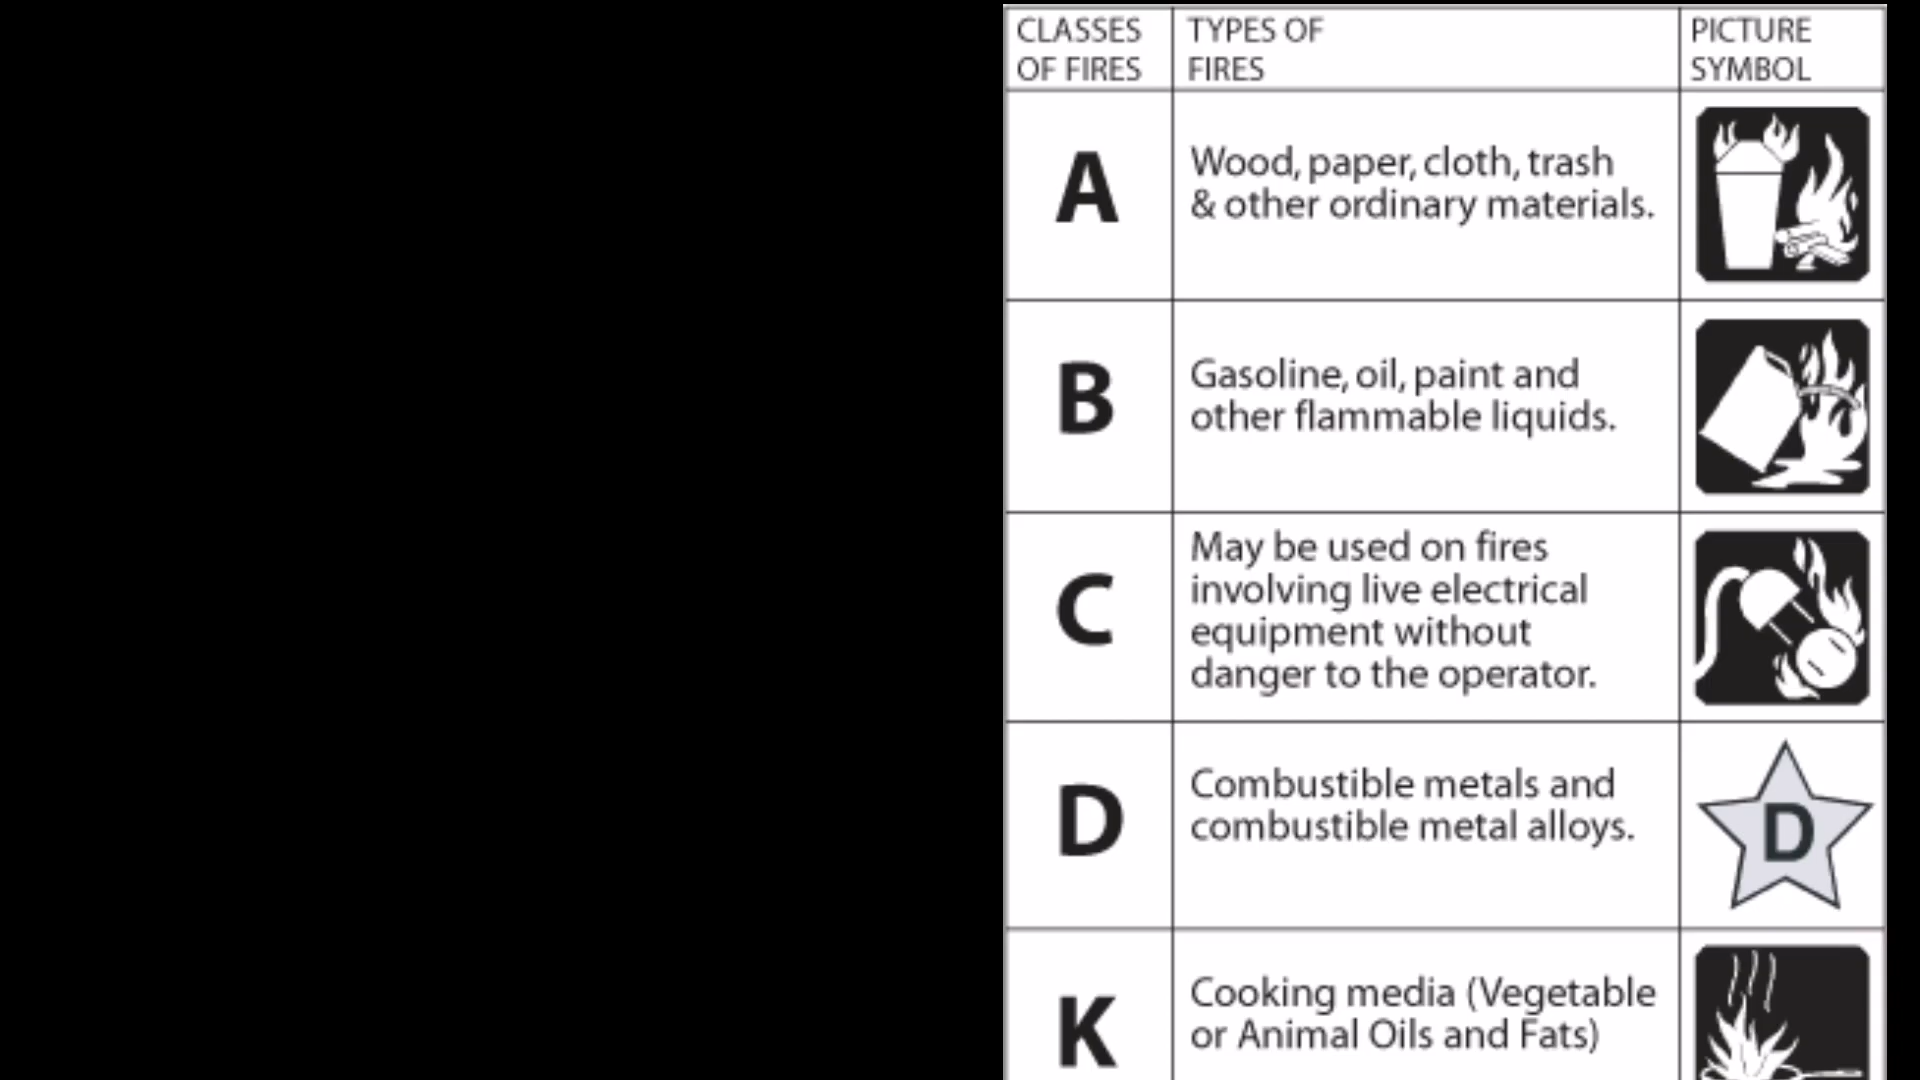 CLASSES
OF FIRES
TYPES OF
FIRES
PICTURE
SYMBOL
A
Wood, paper, cloth, trash
& other ordinary materials.
B
Gasoline, oil, paint and
other flammable liquids.
C
May be used on fires
involving live electrical
equipment without
danger to the operator.
D
Combustible metals and
combustible metal alloys.
D
K
Cooking media (Vegetable
or Animal Oils and Fats)